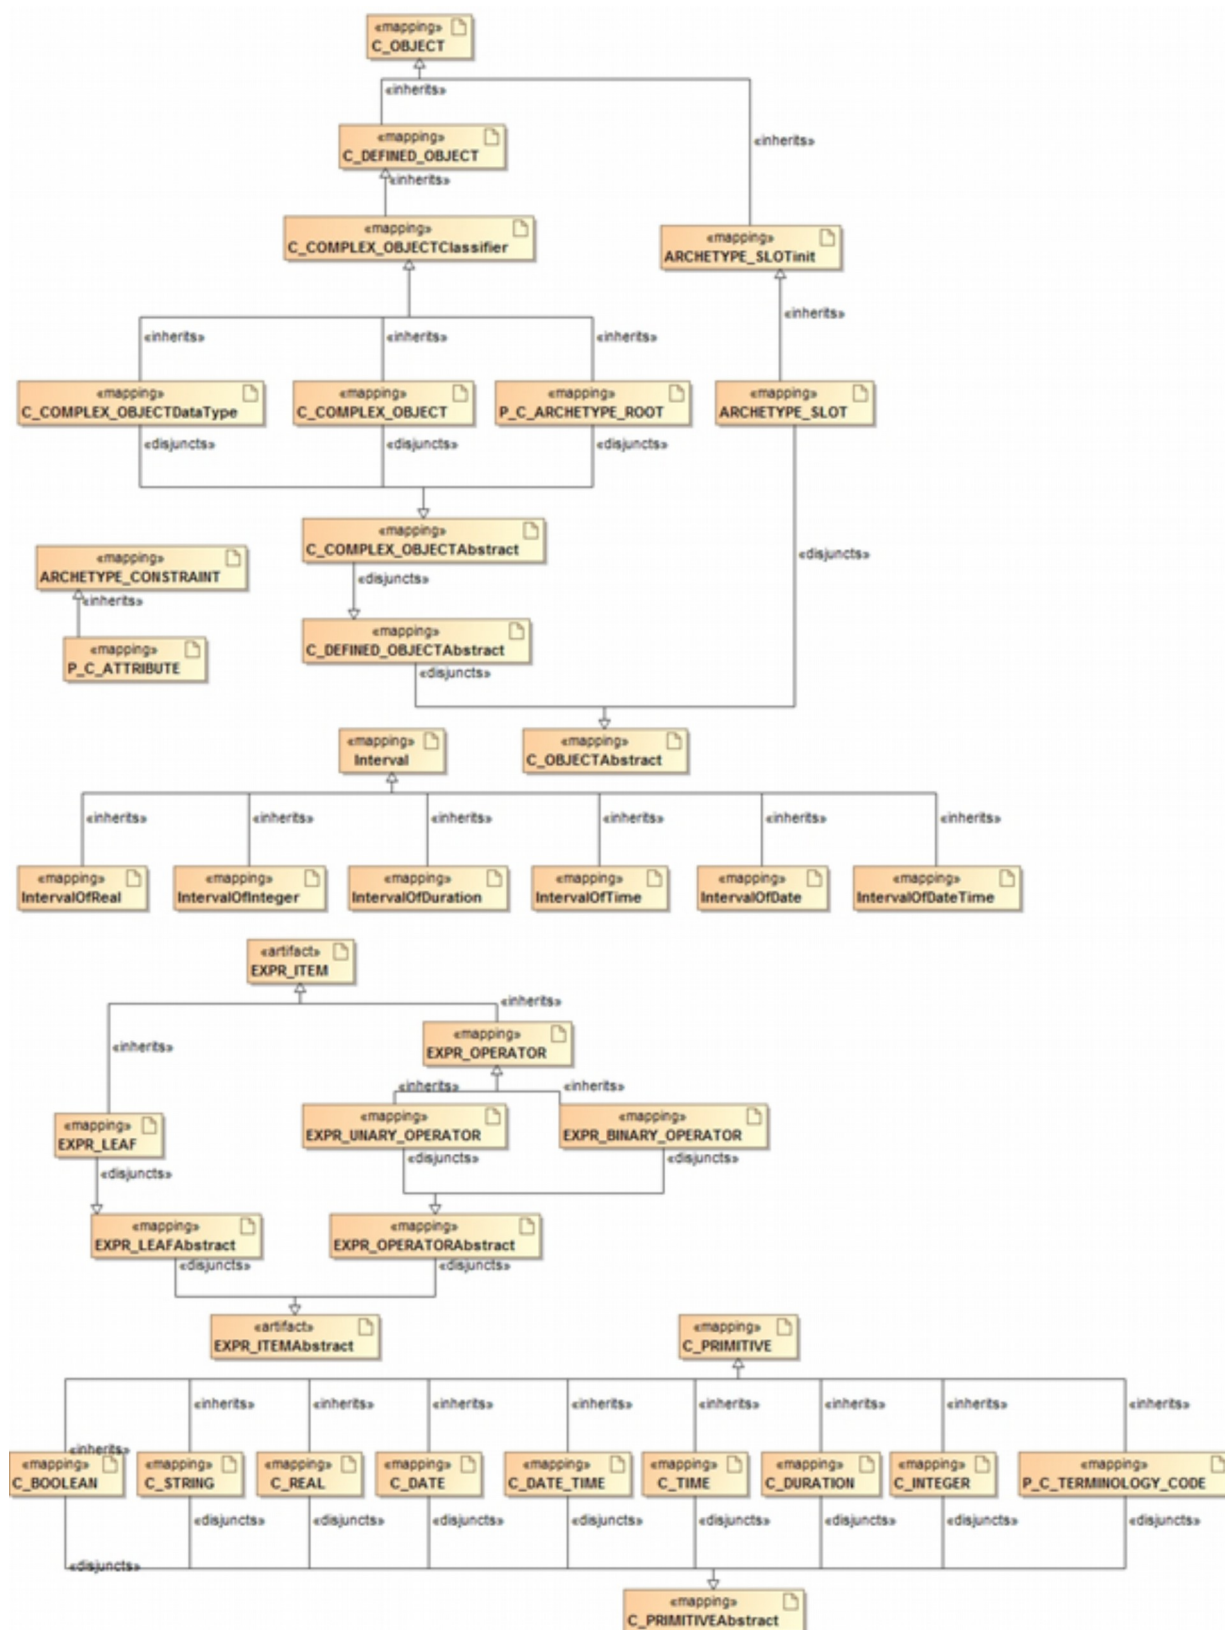 «mapping»
C_OBJECT
«inherits»
«mapping»
C_DEFINED_OBJECT
«inherits»
«inherits»
«mapping»
C_COMPLEX_OBJECTClassifier
«mapping»
ARCHETYPE_SLOTinit
«inherits»
«inherits»
«inherits»
«inherits»
«mapping»
C_COMPLEX_OBJECTDataType
«mapping»
C_COMPLEX_OBJECT
«mapping»
P_C_ARCHETYPE_ROOT
«mapping»
ARCHETYPE_SLOT
«disjuncts»
«disjuncts»
«disjuncts»
«mapping»
C_COMPLEX_OBJECTAbstract
«mapping»
ARCHETYPE_CONSTRAINT
«disjuncts»
«disjuncts»
«inherits»
«mapping»
C_DEFINED_OBJECTAbstract
«mapping»
P_C_ATTRIBUTE
«disjuncts»
«mapping»
Interval
«mapping»
C_OBJECTAbstract
«inherits»
«inherits»
«inherits»
«inherits»
«inherits»
«inherits»
«mapping»
IntervalOfReal
«mapping»
IntervalOfInteger
«mapping»
IntervalOfDuration
«mapping»
IntervalOfTime
«mapping»
IntervalOfDate
«mapping»
IntervalOfDateTime
«artifact»
EXPR_ITEM
«inherits»
«mapping»
EXPR_OPERATOR
«inherits»
«inherits»
«inherits»
«mapping»
EXPR_LEAF
«mapping»
EXPR_UNARY_OPERATOR
«mapping»
EXPR_BINARY_OPERATOR
«disjuncts»
«disjuncts»
«disjuncts»
«mapping»
EXPR_LEAFAbstract
«mapping»
EXPR_OPERATORAbstract
«disjuncts»
«disjuncts»
«artifact»
EXPR_ITEMAbstract
«mapping»
C_PRIMITIVE
«inherits»
«inherits»
«inherits»
«inherits»
«inherits»
«inherits»
«inherits»
«inherits»
«inherits»
«mapping»
C_BOOLEAN
«mapping»
C_STRING
«mapping»
C_REAL
«mapping»
C_DATE
«mapping»
C_DATE_TIME
«mapping»
C_TIME
«mapping»
C_DURATION
«mapping»
C_INTEGER
«mapping»
P_C_TERMINOLOGY_CODE
«disjuncts»
«disjuncts»
«disjuncts»
«disjuncts»
«disjuncts»
«disjuncts»
«disjuncts»
«disjuncts»
«disjuncts»
«mapping»
C_PRIMITIVEAbstract